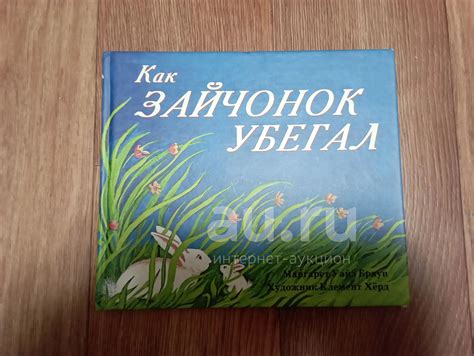 Как
ЗАЙЧОНОК
УБЕГАЛ
au.ru
интернет-аукцион
Маргарет Уайз Браун
Художник Клемент Хёрд